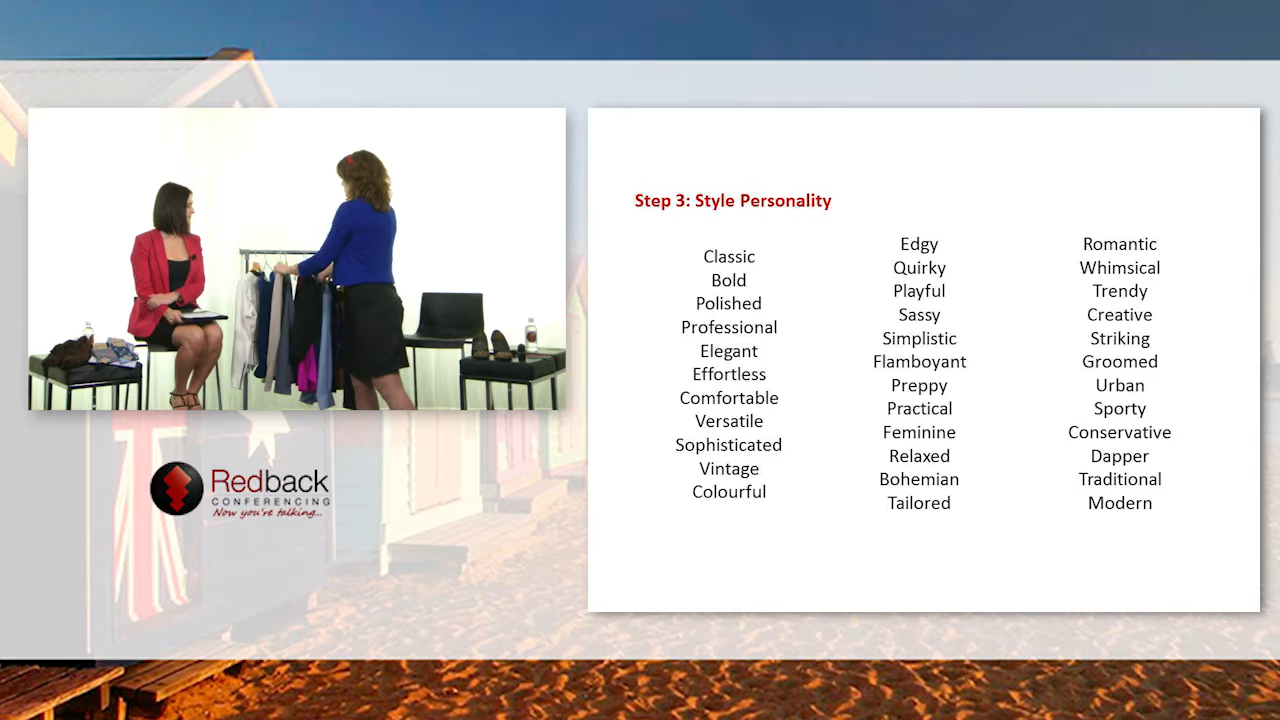 Step 3: Style Personality
Classic
Bold
Polished
Professional
Elegant
Effortless
Comfortable
Versatile
Sophisticated
Vintage
Colourful
Edgy
Quirky
Playful
Sassy
Simplistic
Flamboyant
Preppy
Practical
Feminine
Relaxed
Bohemian
Tailored
Romantic
Whimsical
Trendy
Creative
Striking
Groomed
Urban
Sporty
Conservative
Dapper
Traditional
Modern
Redback
CONFERENCING
Now you're talking...